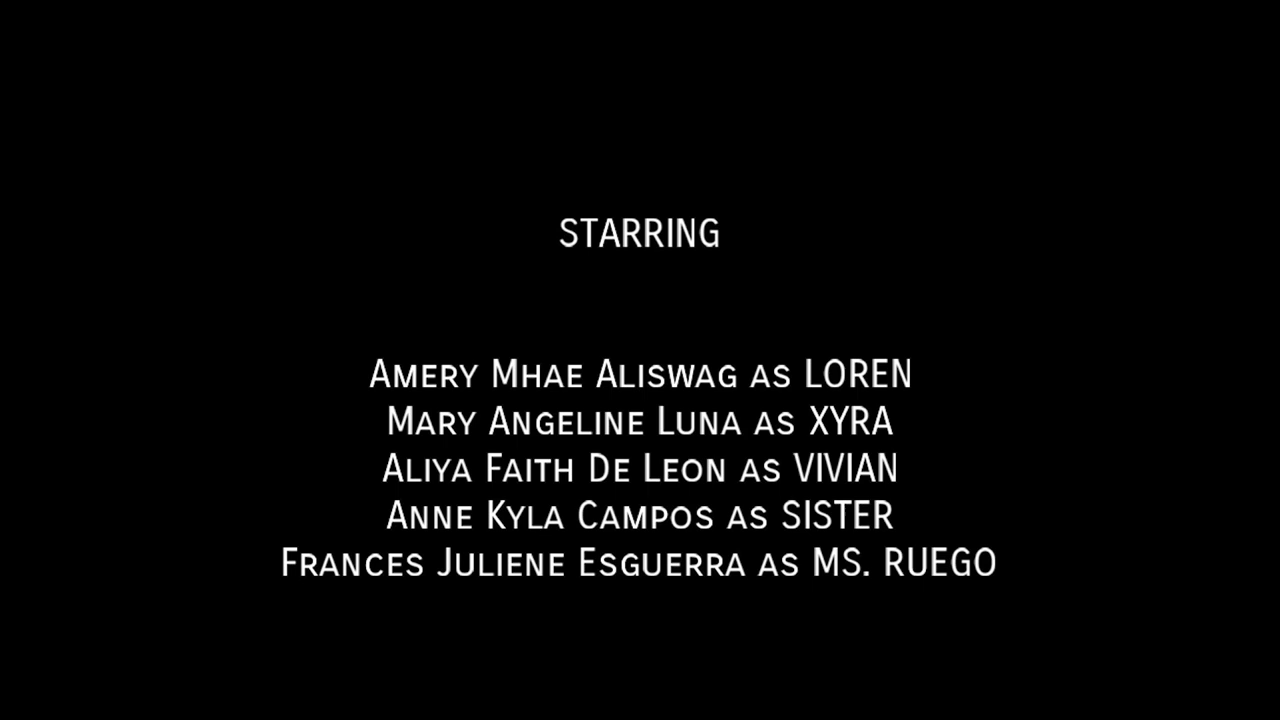 STARRING
Amery Mhae Aliswag as LOREN
Mary Angeline Luna as XYRA
Aliya Faith De Leon as VIVIAN
Anne Kyla Campos as SISTER
Frances Juliene Esguerra as MS. RUEGO